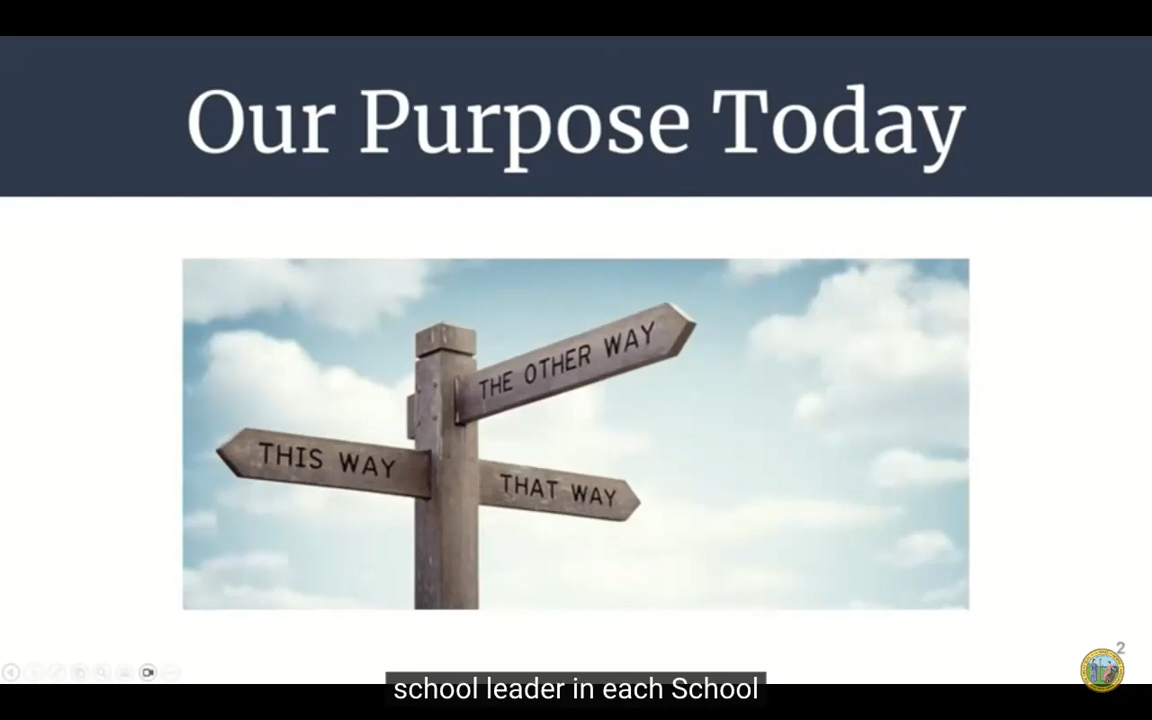 Our Purpose Today
THE OTHER WAY
THIS WAY
THAT WAY
2
school leader in each School